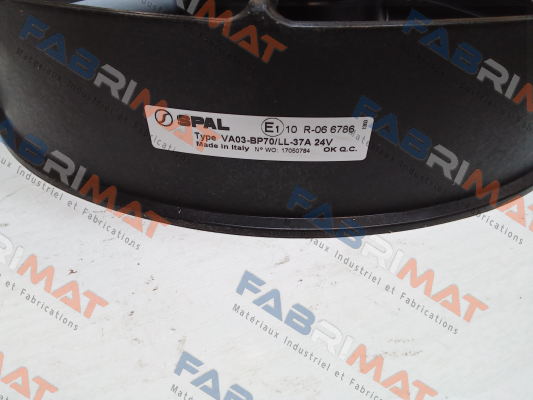 SPAL E1 10 R-06 6786
Type VA03-BP70/LL-37A 24V
Made in Italy N° WO: 17050784 OK Q.C.
FABRIMAT
Matériaux Industriel et Fabrications